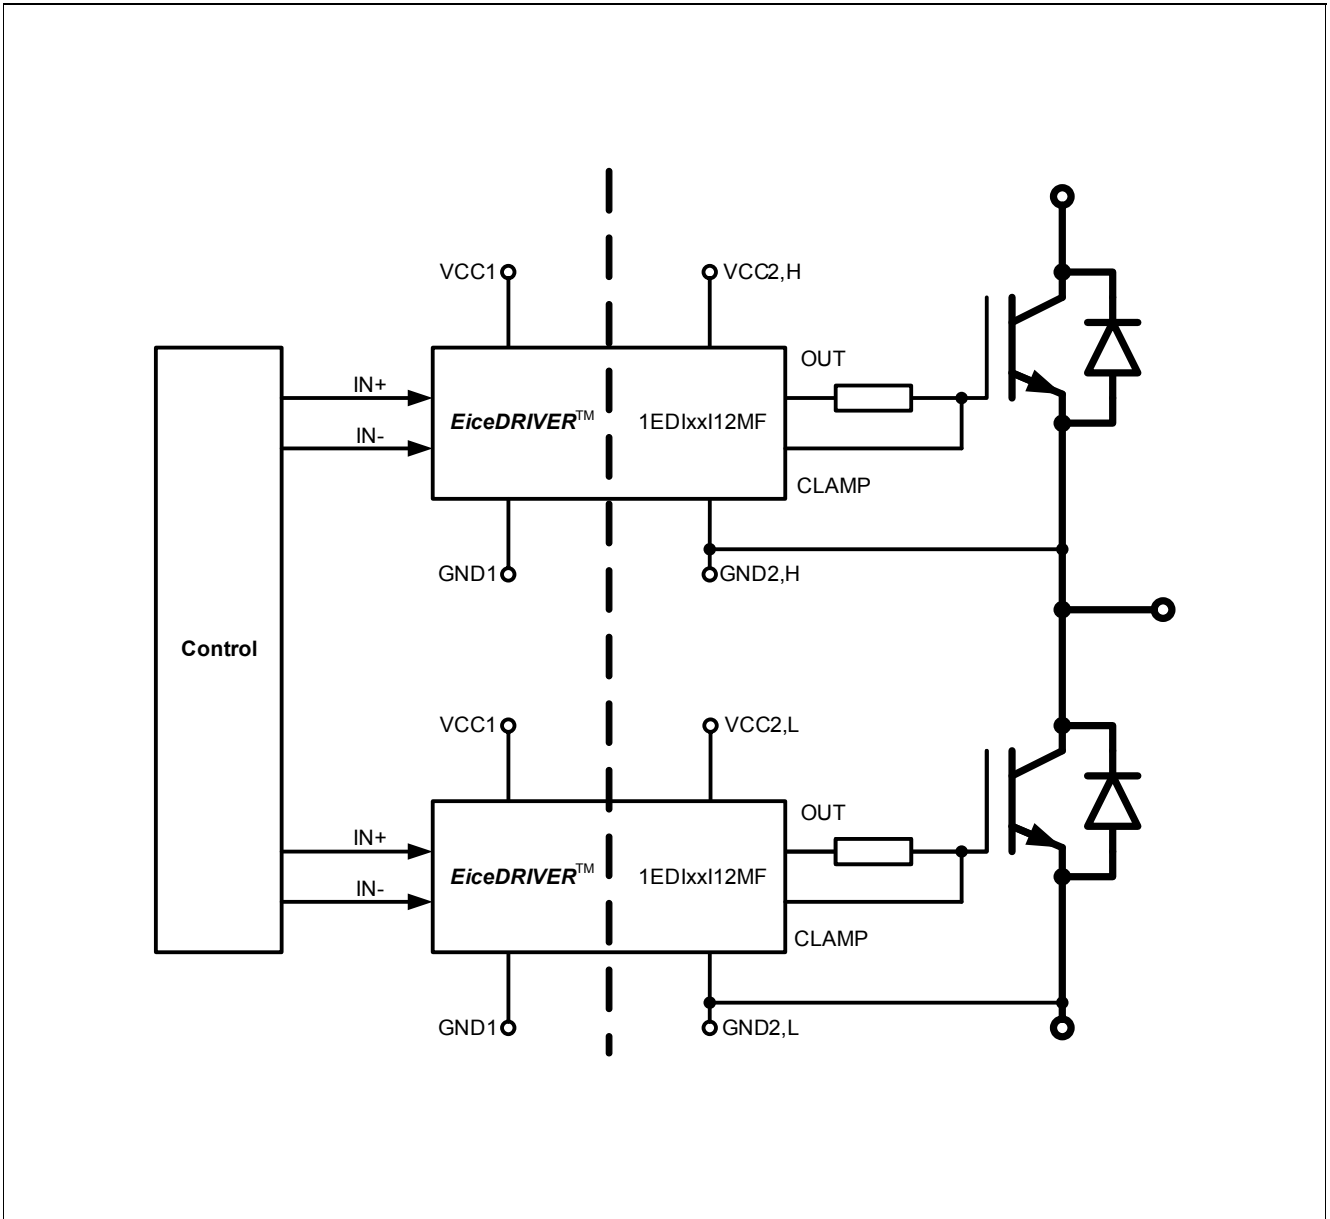 VCC1
VCC2,H
OUT
IN+
IN-
EiceDRIVER™
1EDIxxI12MF
CLAMP
GND1
GND2,H
Control
VCC1
VCC2,L
OUT
IN+
IN-
EiceDRIVER™
1EDIxxI12MF
CLAMP
GND1
GND2,L